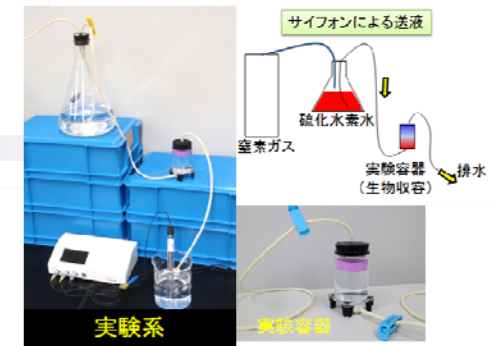 サイフォンによる送液
硫化水素水
窒素ガス
実験容器
(生物収容)
排水
実験系
実験容器